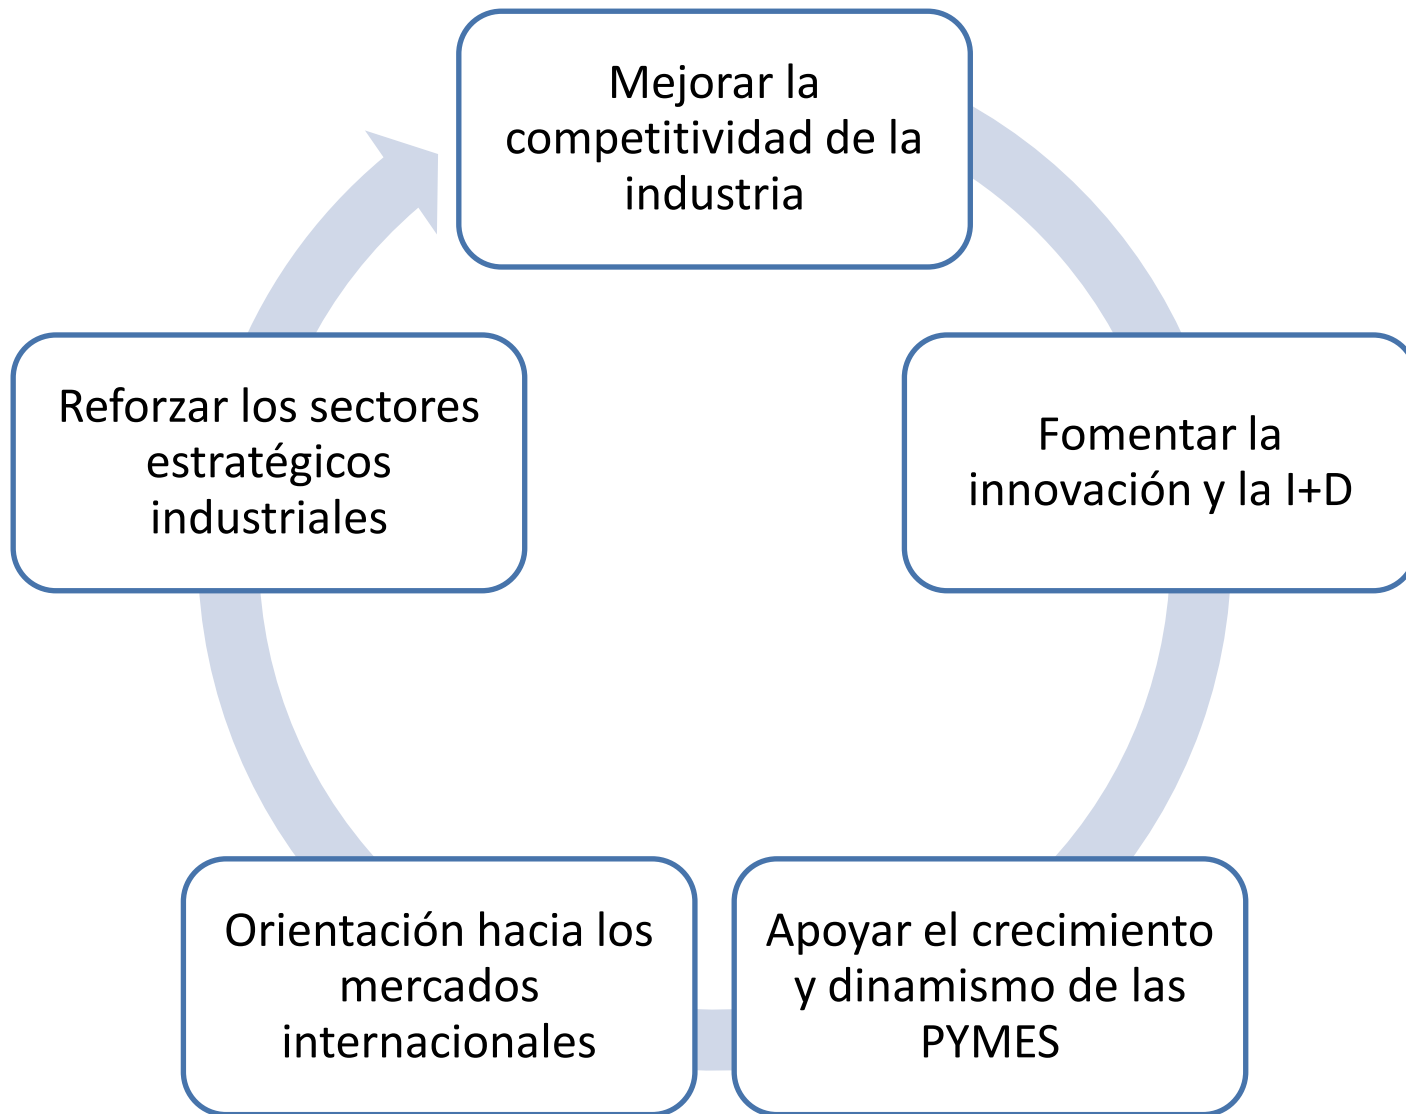 Mejorar la
competitividad de la
industria
Fomentar la
innovación y la I+D
Apoyar el crecimiento
y dinamismo de las
PYMES
Orientación hacia los
mercados
internacionales
Reforzar los sectores
estratégicos
industriales